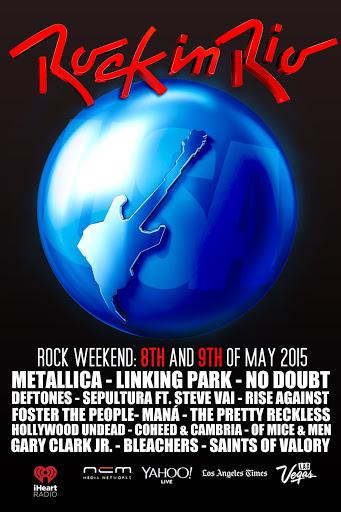 Rock in Rio
USA
ROCK WEEKEND: 8TH AND 9TH OF MAY 2015
METALLICA - LINKING PARK - NO DOUBT
DEFTONES - SEPULTURA FT. STEVE VAI - RISE AGAINST
FOSTER THE PEOPLE- MANÁ - THE PRETTY RECKLESS
HOLLYWOOD UNDEAD - COHEED & CAMBRIA - OF MICE & MEN
GARY CLARK JR. - BLEACHERS - SAINTS OF VALORY
iHeart RADIO
MEDIA NETWORKS
YAHOO! LIVE
Los Angeles Times
LAS Vegas